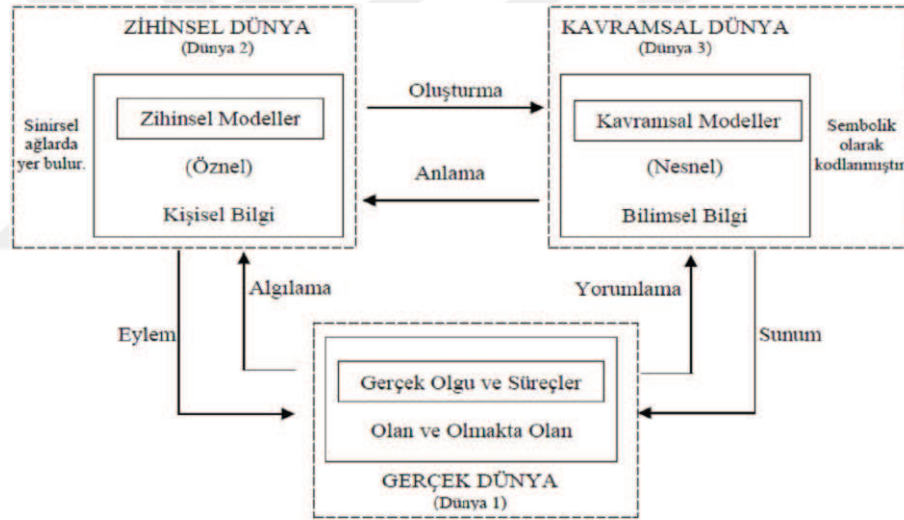 ZİHİNSEL DÜNYA
(Dünya 2)
Sinirsel
ağlarda
yer bulur.
Zihinsel Modeller
(Öznel)
Kişisel Bilgi
Oluşturma
Anlama
KAVRAMSAL DÜNYA
(Dünya 3)
Kavramsal Modeller
(Nesnel)
Bilimsel Bilgi
Sembolik
olarak
kodlanmıştır
Eylem
Algılama
Yorumlama
Sunum
Gerçek Olgu ve Süreçler
Olan ve Olmakta Olan
GERÇEK DÜNYA
(Dünya 1)